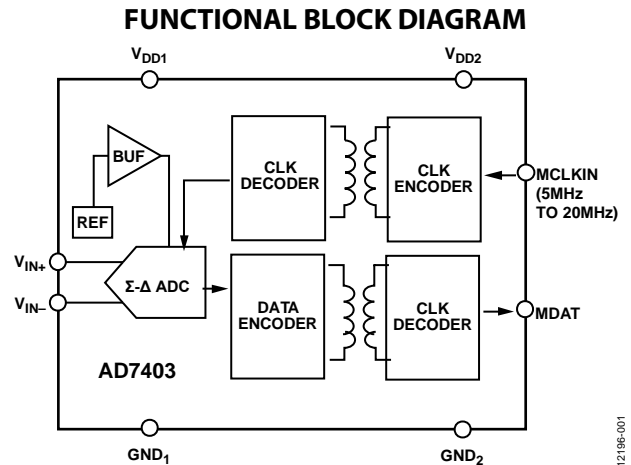 FUNCTIONAL BLOCK DIAGRAM
VDD1
VDD2
BUF
REF
CLK
DECODER
CLK
ENCODER
MCLKIN
(5MHz
TO 20MHz)
VIN+
VIN–
Σ-Δ ADC
DATA
ENCODER
CLK
DECODER
MDAT
AD7403
GND1
GND2
12196-001